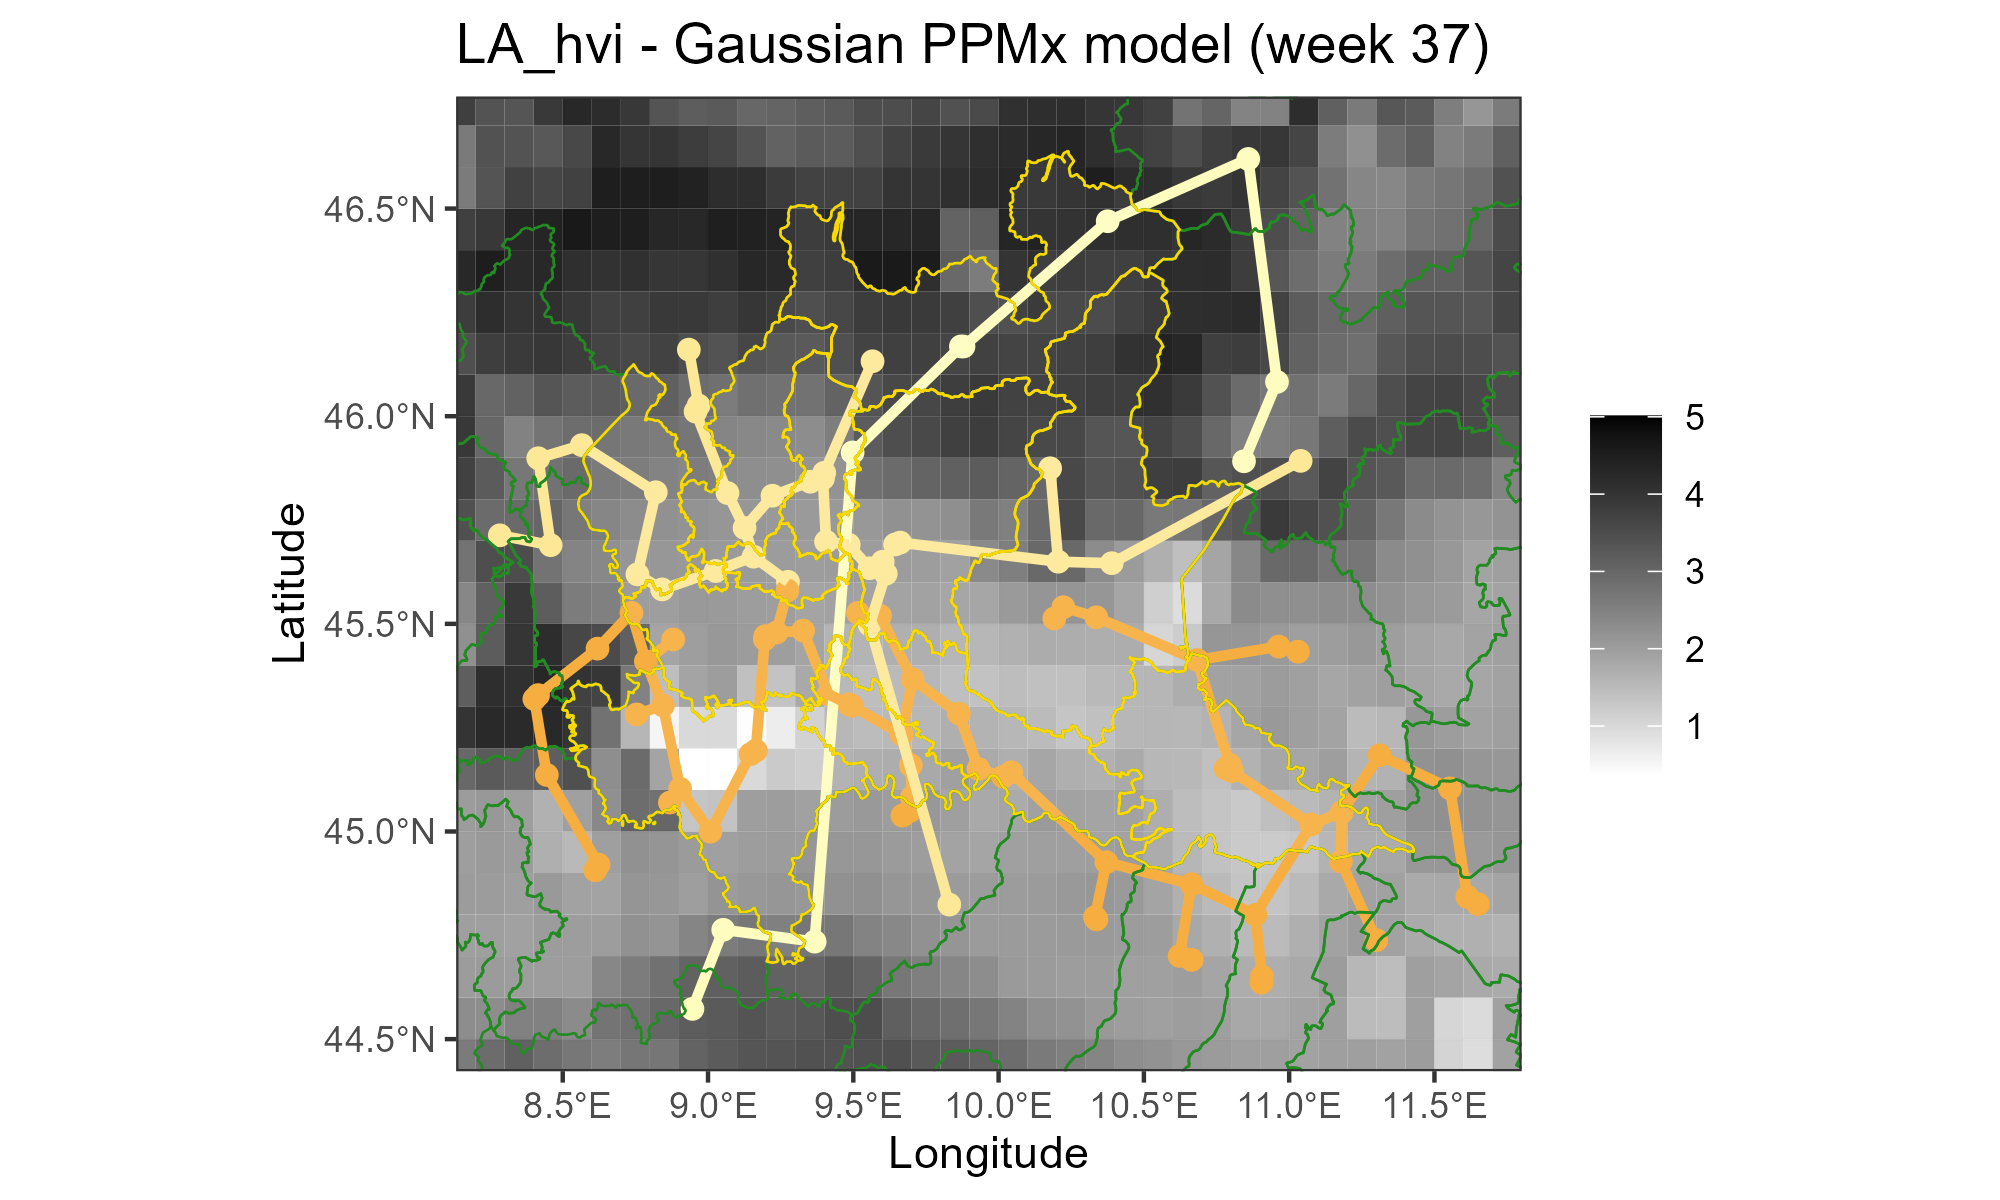 LA_hvi - Gaussian PPMx model (week 37)
46.5°N
46.0°N
45.5°N
45.0°N
44.5°N
Latitude
8.5°E
9.0°E
9.5°E
10.0°E
10.5°E
11.0°E
11.5°E
Longitude
5
4
3
2
1